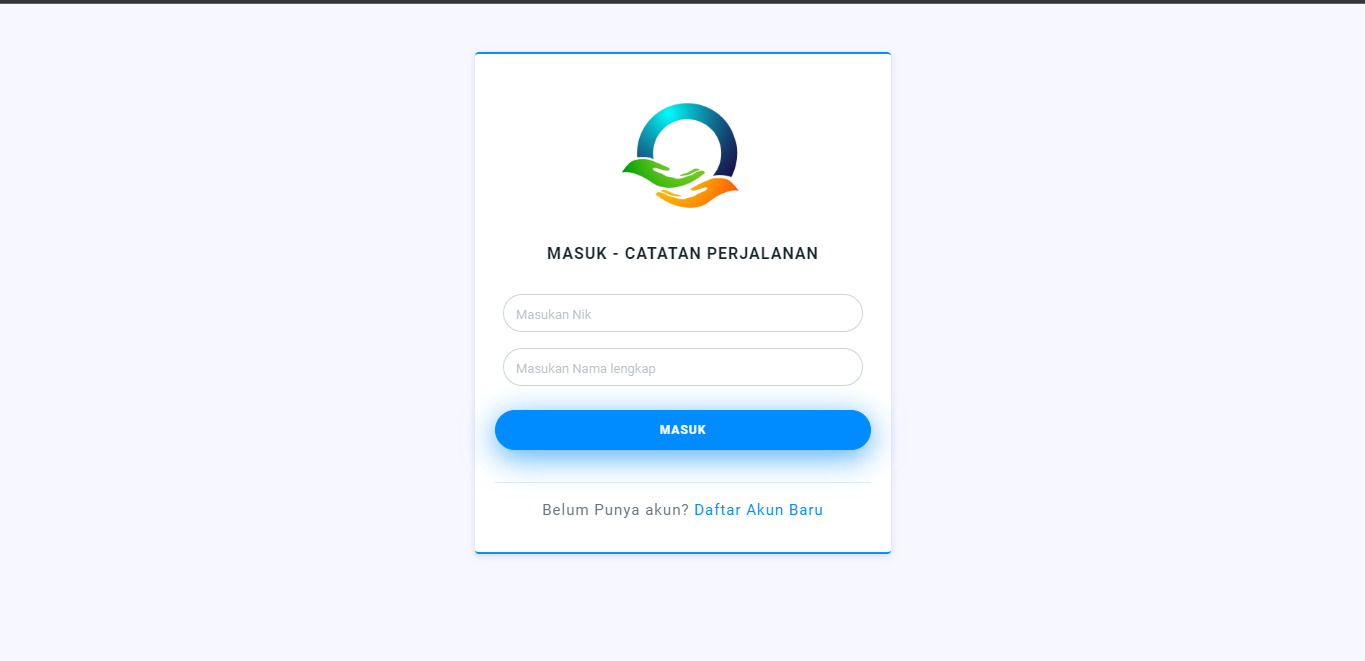 MASUK - CATATAN PERJALANAN
Masukan Nik
Masukan Nama lengkap
MASUK
Belum Punya akun? Daftar Akun Baru